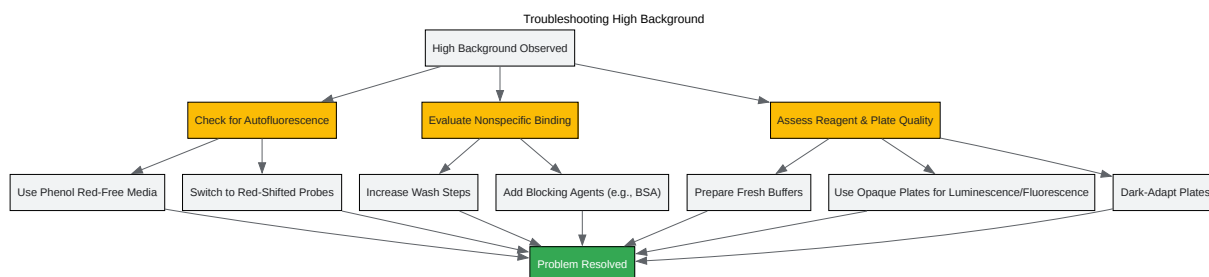 Troubleshooting High Background
High Background Observed
Check for Autofluorescence
Evaluate Nonspecific Binding
Assess Reagent & Plate Quality
Use Phenol Red-Free Media
Switch to Red-Shifted Probes
Increase Wash Steps
Add Blocking Agents (e.g., BSA)
Prepare Fresh Buffers
Use Opaque Plates for Luminescence/Fluorescence
Dark-Adapt Plates
Problem Resolved